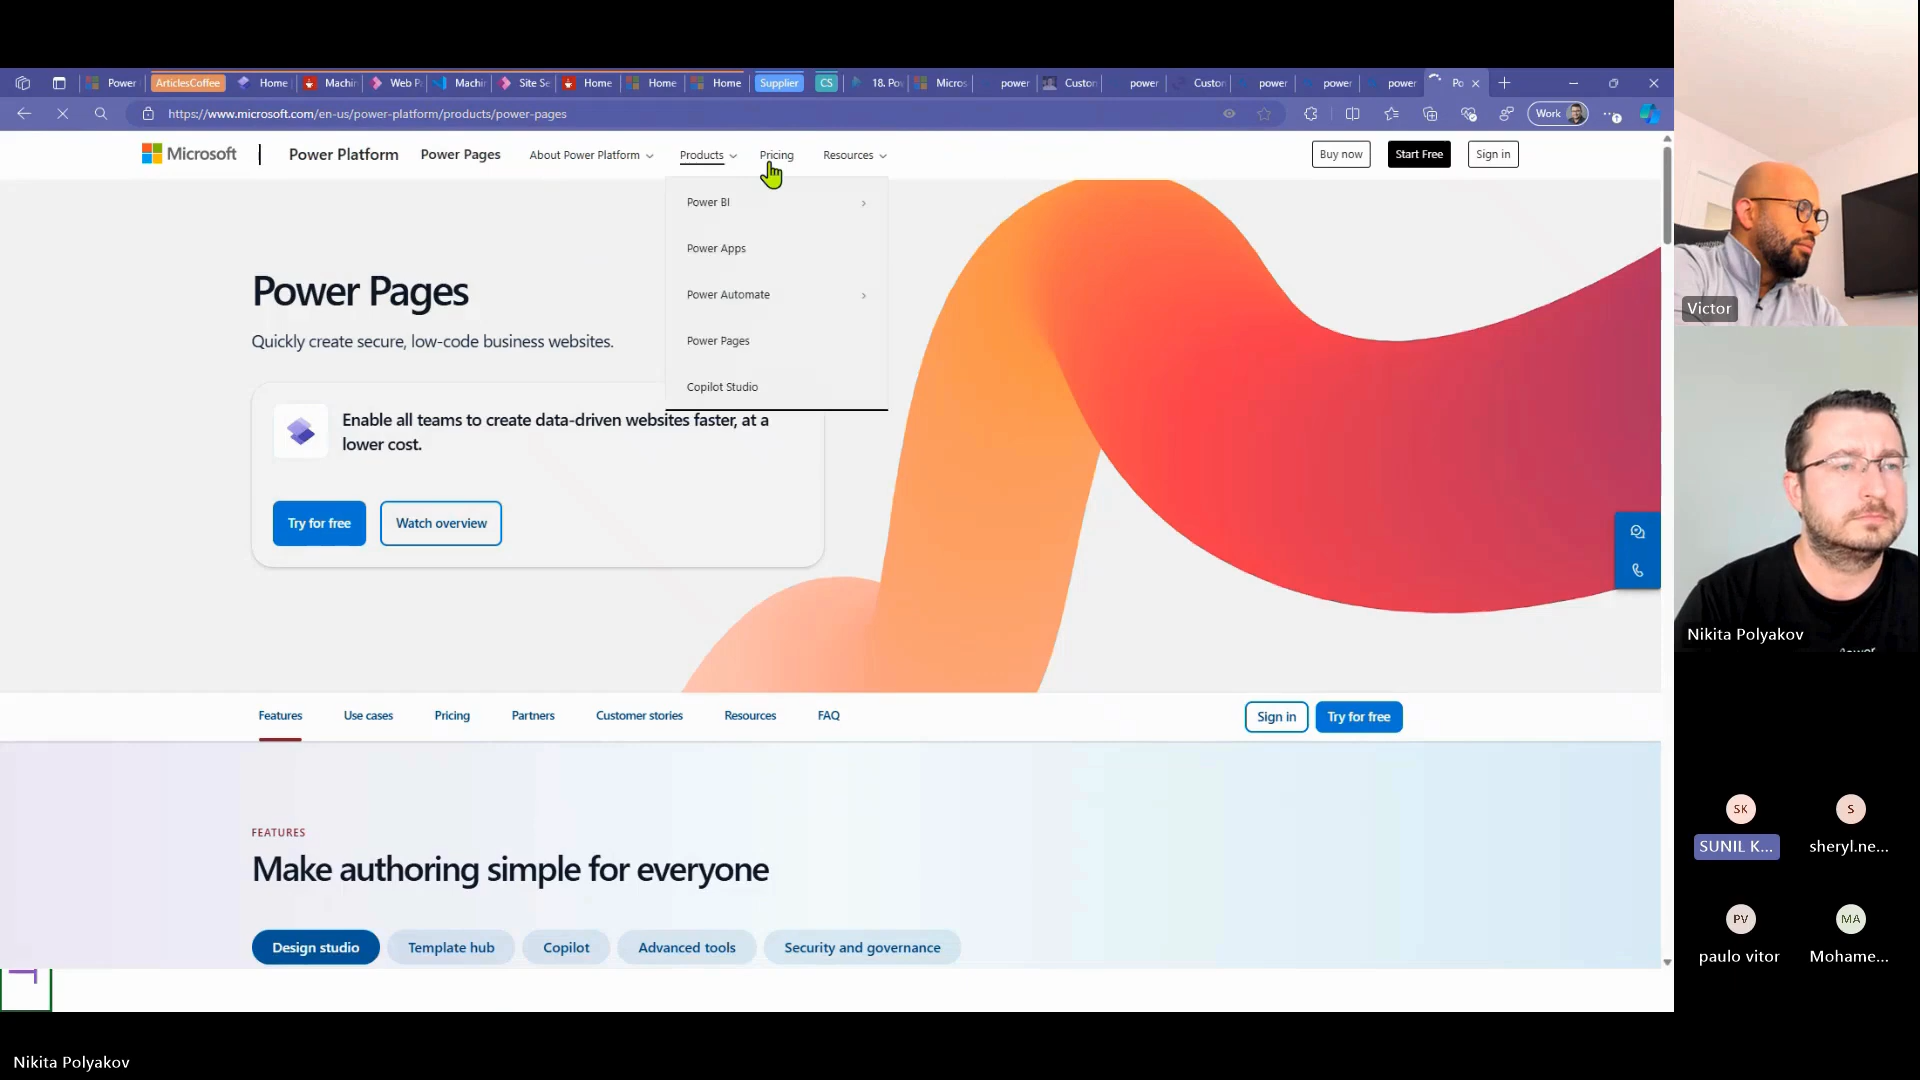 Power
ArticlesCoffee
Home
Machin
Web P
Machin
Site Se
Home
Home
Home
Supplier
CS
18. Po
Micros
power
Custor
power
Custor
power
power
power
Po
https://www.microsoft.com/en-us/power-platform/products/power-pages
Work
Microsoft
Power Platform
Power Pages
About Power Platform
Products
Pricing
Resources
Buy now
Start Free
Sign in
Power BI
Power Apps
Power Automate
Power Pages
Copilot Studio
Power Pages
Quickly create secure, low-code business websites.
Enable all teams to create data-driven websites faster, at a
lower cost.
Try for free
Watch overview
Features
Use cases
Pricing
Partners
Customer stories
Resources
FAQ
Sign in
Try for free
FEATURES
Make authoring simple for everyone
Design studio
Template hub
Copilot
Advanced tools
Security and governance
Victor
Nikita Polyakov
SK
SUNIL K...
S
sheryl.ne...
PV
paulo vitor
MA
Mohame...
Nikita Polyakov